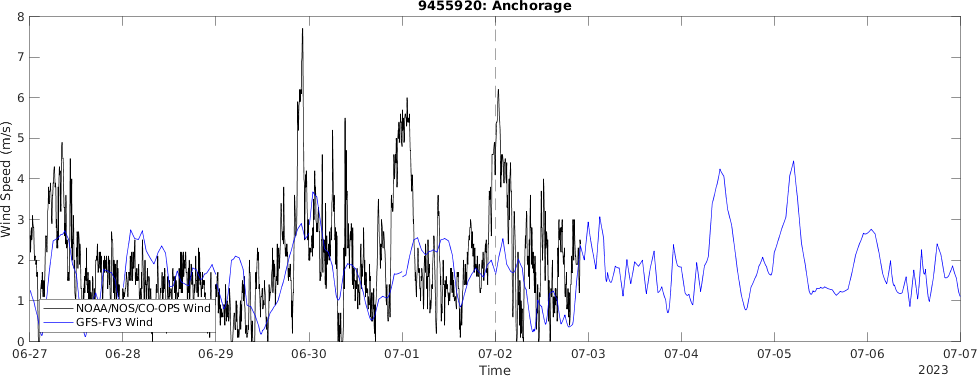 9455920: Anchorage
8
7
6
5
4
3
2
1
0
Wind Speed (m/s)
NOAA/NOS/CO-OPS Wind
GFS-FV3 Wind
06-27 06-28 06-29 06-30 07-01 07-02 07-03 07-04 07-05 07-06 07-07
Time
2023